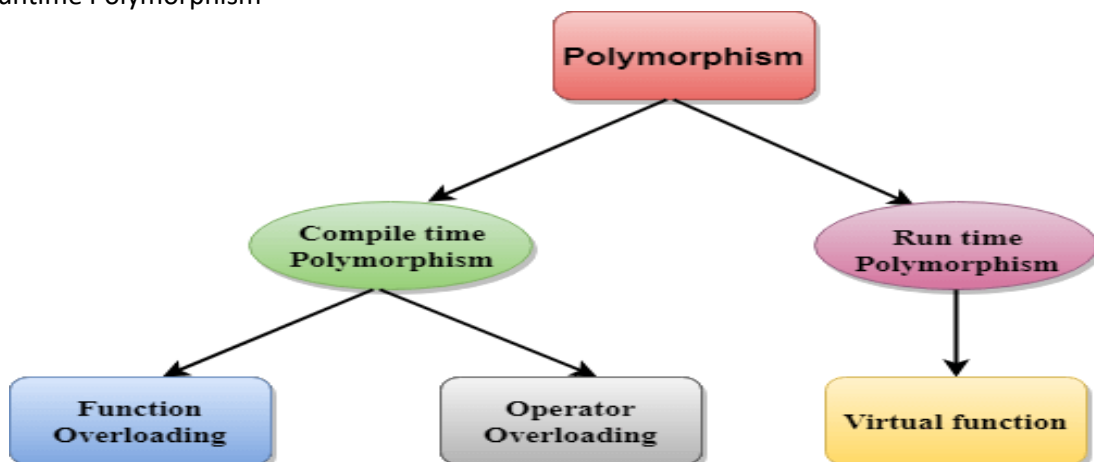 Polymorphism
Compile time
Polymorphism
Run time
Polymorphism
Function
Overloading
Operator
Overloading
Virtual function